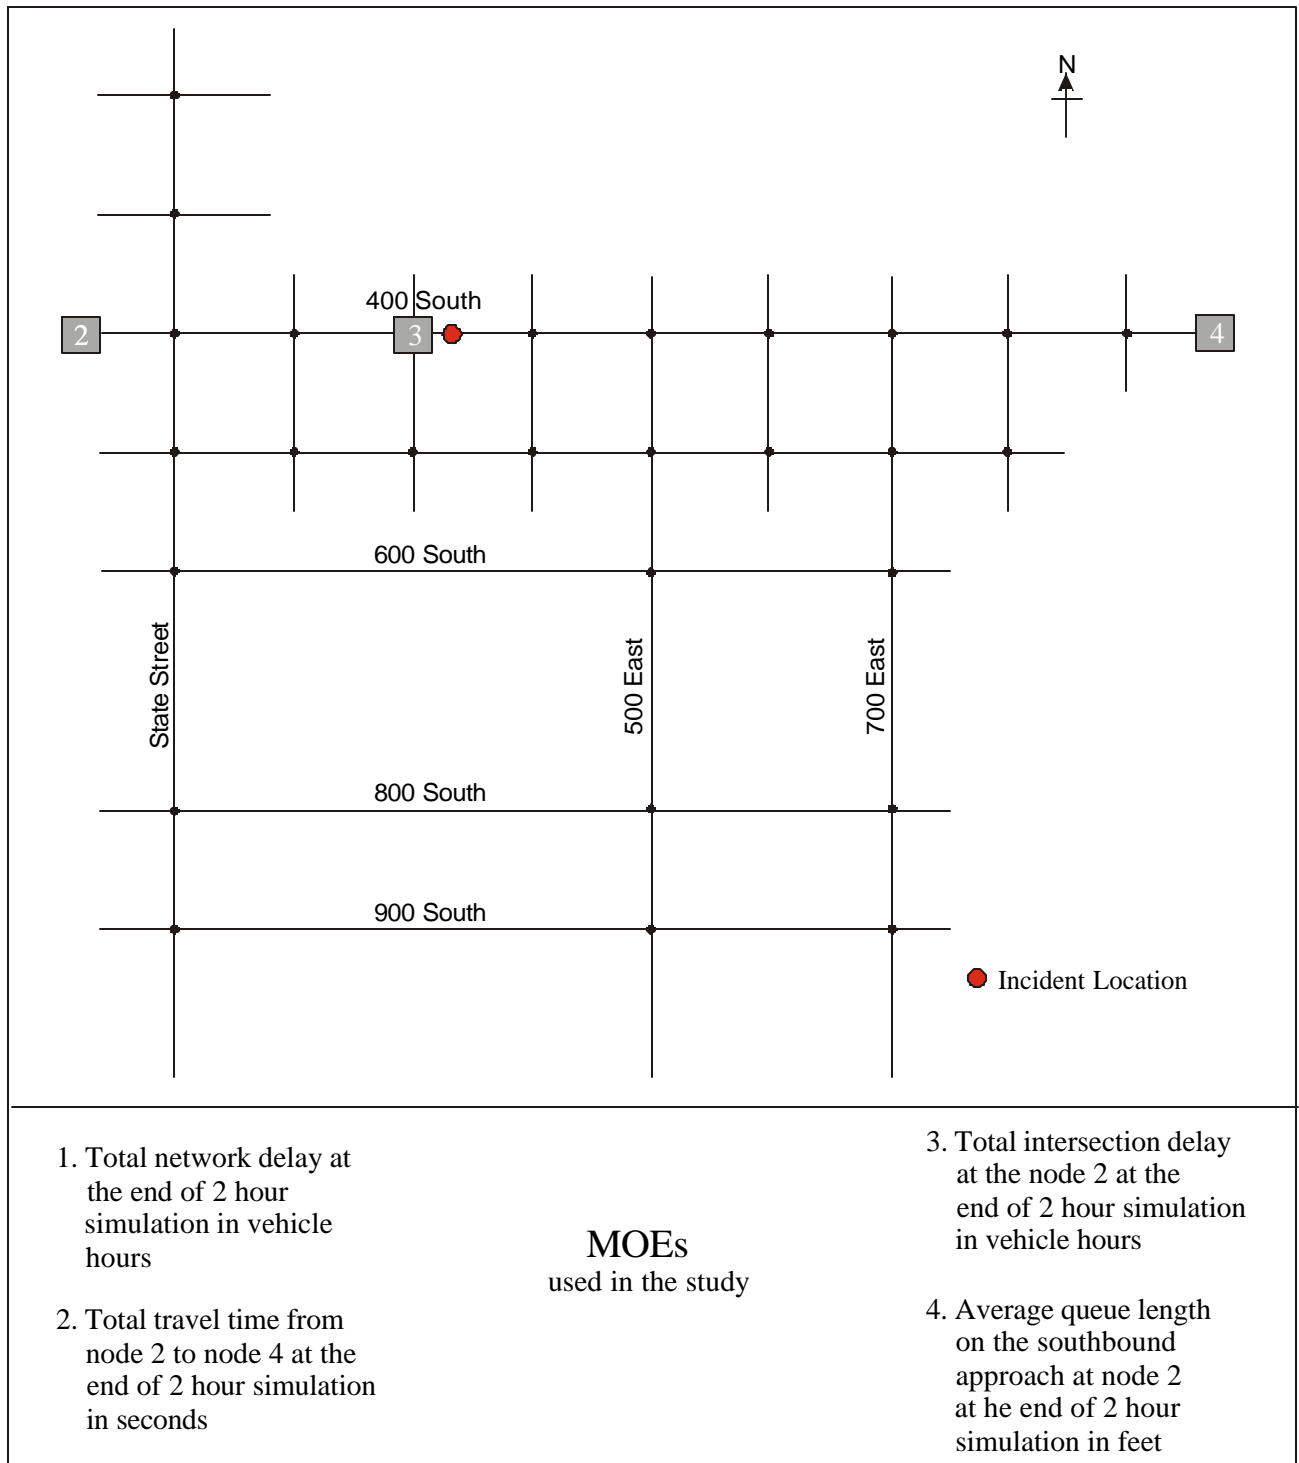 N
400 South
2
3
4
600 South
State Street
500 East
700 East
800 South
900 South
Incident Location
1. Total network delay at
the end of 2 hour
simulation in vehicle
hours
2. Total travel time from
node 2 to node 4 at the
end of 2 hour simulation
in seconds
MOEs
used in the study
3. Total intersection delay
at the node 2 at the
end of 2 hour simulation
in vehicle hours
4. Average queue length
on the southbound
approach at node 2
at he end of 2 hour
simulation in feet